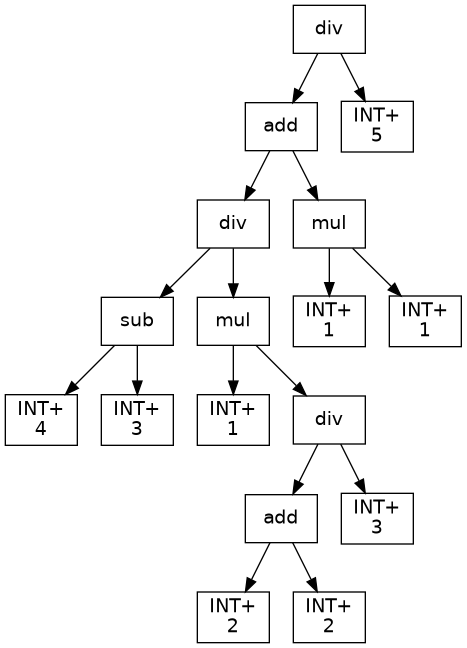 div
add
INT+
5
div
mul
sub
mul
INT+
1
INT+
1
INT+
4
INT+
3
INT+
1
div
add
INT+
3
INT+
2
INT+
2